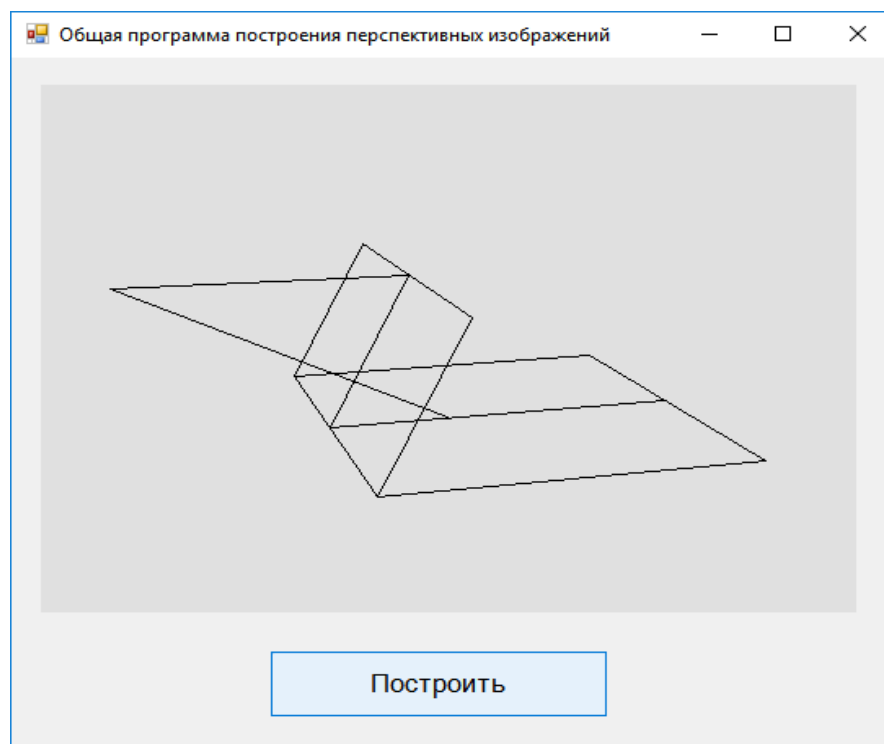 Общая программа построения перспективных изображений
Построить